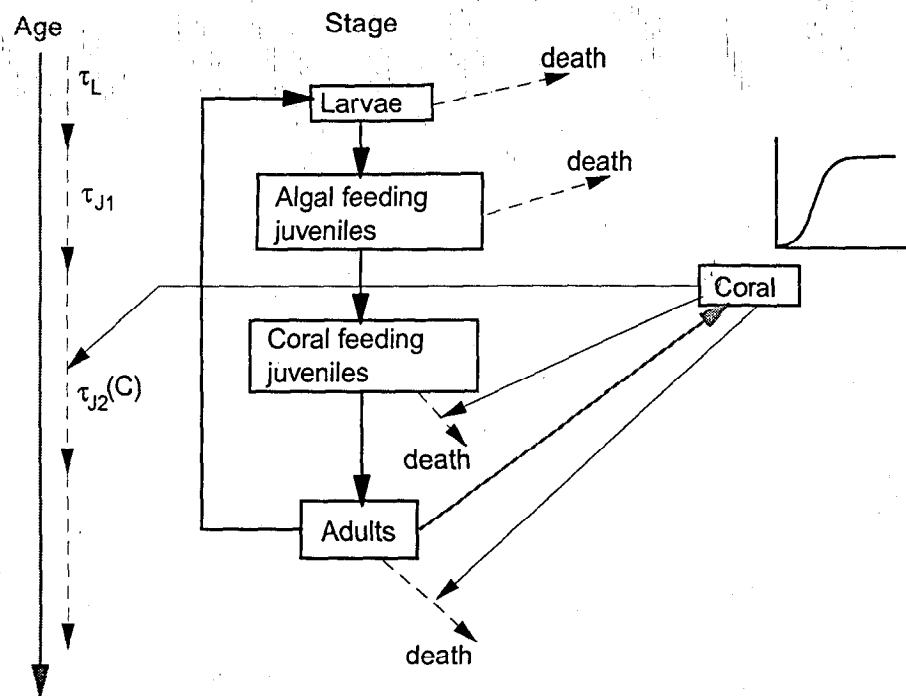 Age
Stage
τL
death
Larvae
τJ1
death
Algal feeding
juveniles
Coral
Coral feeding
juveniles
τJ2(C)
death
Adults
death